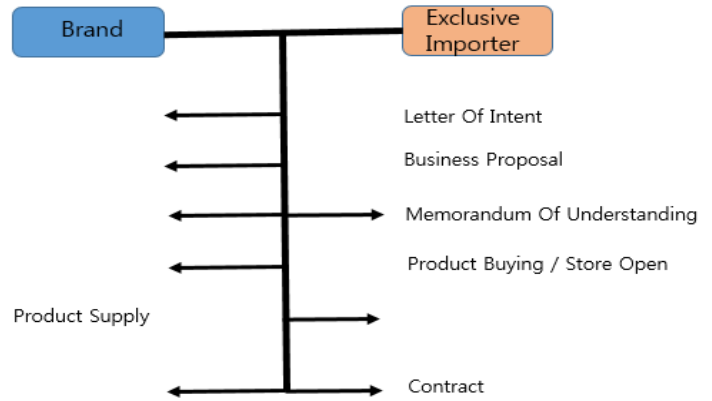 Brand
Exclusive
Importer
Letter Of Intent
Business Proposal
Memorandum Of Understanding
Product Buying / Store Open
Product Supply
Contract